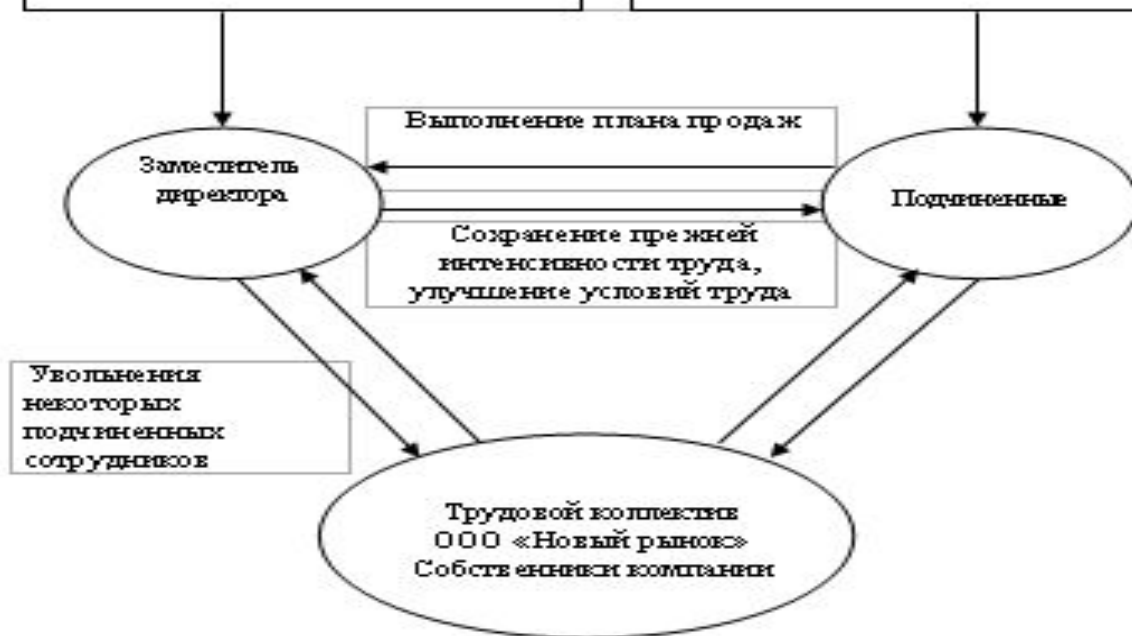 Выполнение плана продаж
Заместитель
директора
Подчиненные
Сохранение прежней
интенсивности труда,
улучшение условий труда
Увольнения
некоторых
подчиненных
сотрудников
Трудовой коллектив
ООО «Новый рынок»
Собственники компании